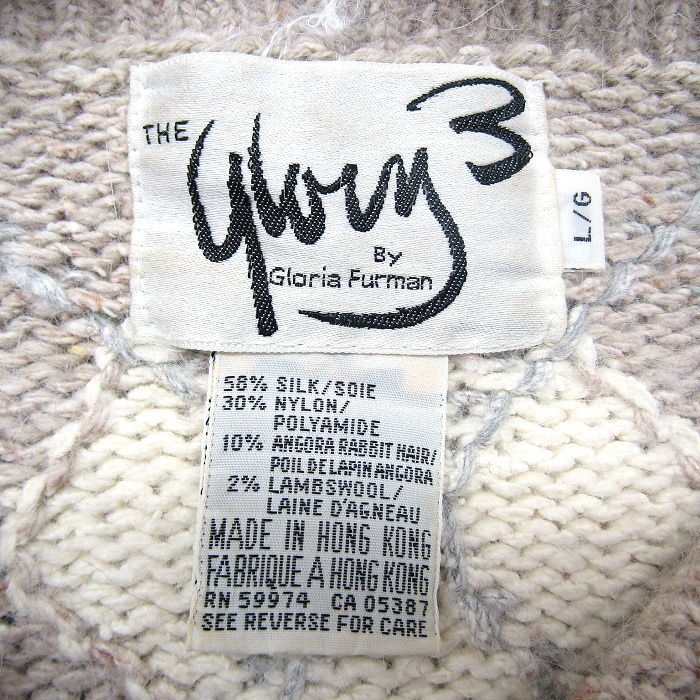 THE glory 3
By
Gloria Furman
L/G
58% SILK/SOIE
30% NYLON/
POLYAMIDE
10% ANGORA RABBIT HAIR/
POIL DE LAPIN ANGORA
2% LAMBSWOOL/
LAINE D'AGNEAU
MADE IN HONG KONG
FABRIQUE A HONG KONG
RN 59974 CA 05387
SEE REVERSE FOR CARE